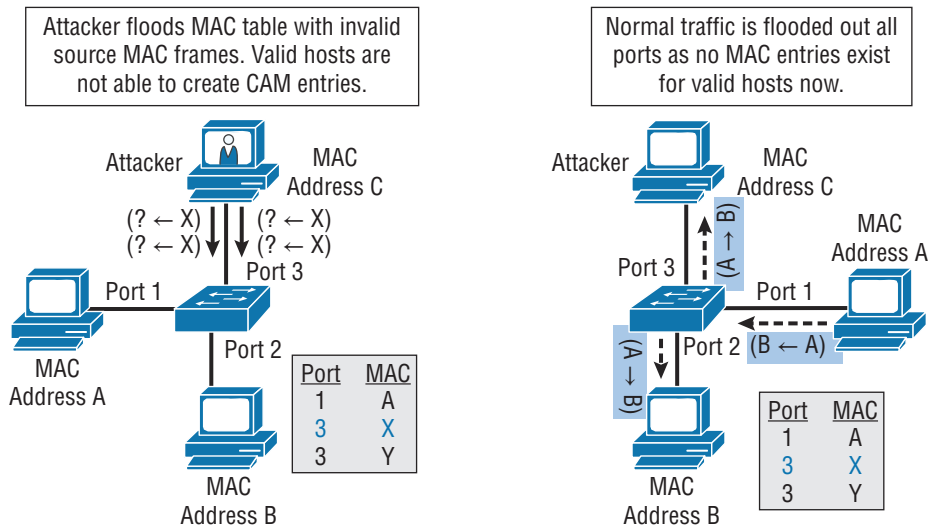 Attacker floods MAC table with invalid
source MAC frames. Valid hosts are
not able to create CAM entries.
Attacker
MAC
Address C
(? ← X)
(? ← X)
(? ← X)
(? ← X)
Port 3
Port 1
MAC
Address A
Port 2
MAC
Address B
Port MAC
1 A
3 X
3 Y
Normal traffic is flooded out all
ports as no MAC entries exist
for valid hosts now.
Attacker
MAC
Address C
(A → B)
Port 3
MAC
Address A
Port 1
(B ← A)
Port 2
(A → B)
MAC
Address B
Port MAC
1 A
3 X
3 Y